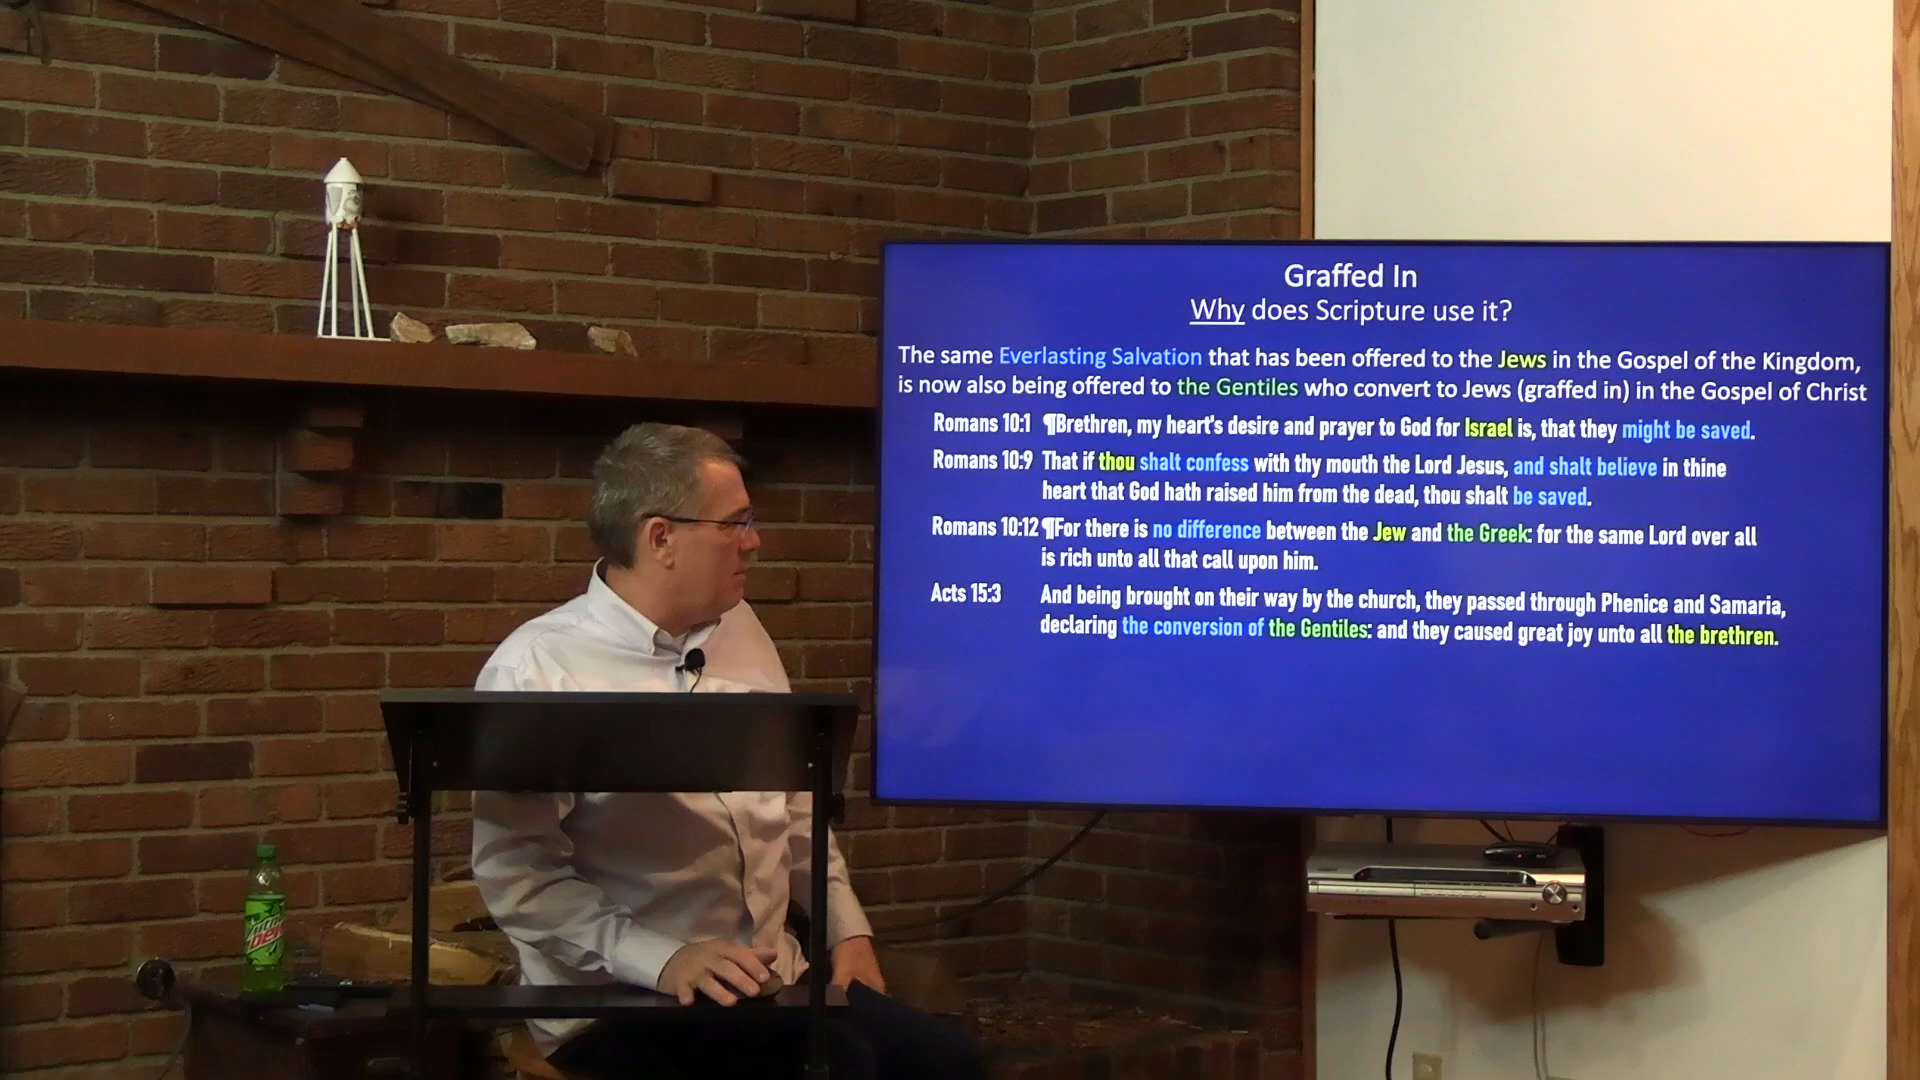 Graffed In
Why does Scripture use it?
The same Everlasting Salvation that has been offered to the Jews in the Gospel of the Kingdom,
is now also being offered to the Gentiles who convert to Jews (graffed in) in the Gospel of Christ
Romans 10:1 ¶Brethren, my heart's desire and prayer to God for Israel is, that they might be saved.
Romans 10:9 That if thou shalt confess with thy mouth the Lord Jesus, and shalt believe in thine
heart that God hath raised him from the dead, thou shalt be saved.
Romans 10:12 ¶For there is no difference between the Jew and the Greek: for the same Lord over all
is rich unto all that call upon him.
Acts 15:3 And being brought on their way by the church, they passed through Phenice and Samaria,
declaring the conversion of the Gentiles: and they caused great joy unto all the brethren.
Mtn
Dew